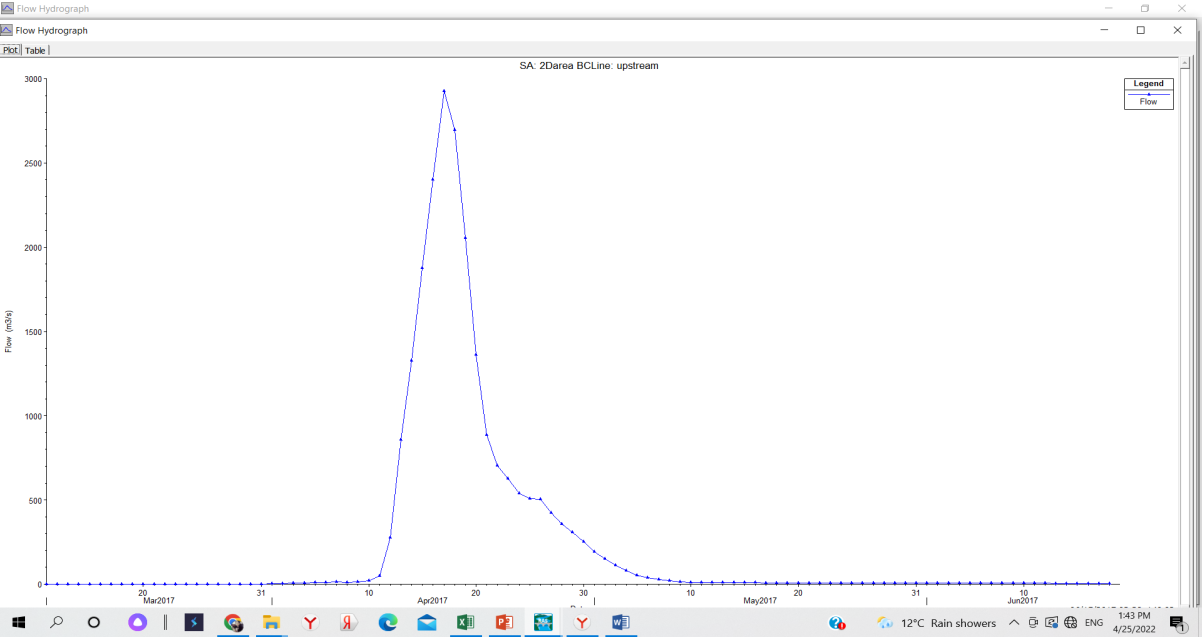 Flow Hydrograph
Flow Hydrograph
Plot Table
SA: 2Darea BCLine: upstream
Legend
Flow
3000
2500
2000
1500
1000
500
0
Flow (m3/s)
20 31 10 20 30 10 20 31 10
Mar2017 Apr2017 May2017 Jun2017
12°C Rain showers ENG 1:43 PM
4/25/2022